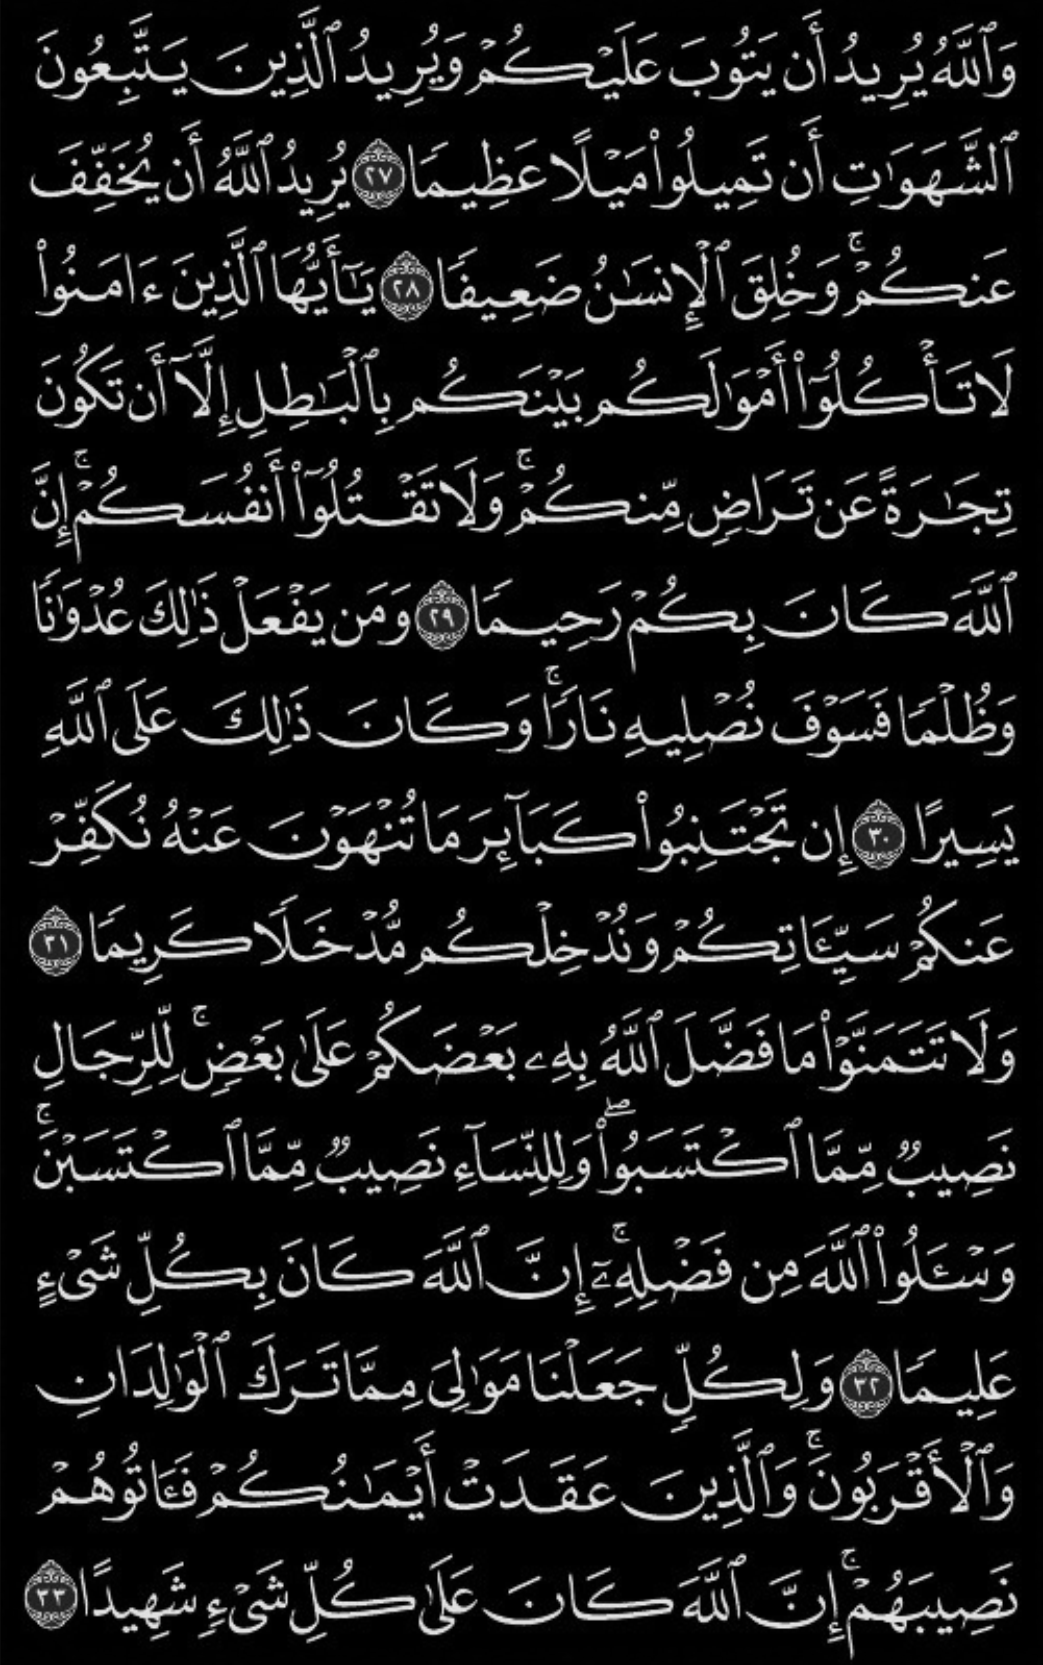 وَٱللَّهُ يُرِيدُ أَن يَتُوبَ عَلَيْكُمْ وَيُرِيدُ ٱلَّذِينَ يَتَّبِعُونَ
ٱلشَّهَوَٰتِ أَن تَمِيلُوا۟ مَيْلًا عَظِيمًا ٢٧ يُرِيدُ ٱللَّهُ أَن يُخَفِّفَ
عَنكُمْ ۚ وَخُلِقَ ٱلْإِنسَٰنُ ضَعِيفًا ٢٨ يَٰٓأَيُّهَا ٱلَّذِينَ ءَامَنُوا۟
لَا تَأْكُلُوٓا۟ أَمْوَٰلَكُم بَيْنَكُم بِٱلْبَٰطِلِ إِلَّآ أَن تَكُونَ
تِجَٰرَةً عَن تَرَاضٍ مِّنكُمْ ۚ وَلَا تَقْتُلُوٓا۟ أَنفُسَكُمْ ۚ إِنَّ
ٱللَّهَ كَانَ بِكُمْ رَحِيمًا ٢٩ وَمَن يَفْعَلْ ذَٰلِكَ عُدْوَٰنًا
وَظُلْمًا فَسَوْفَ نُصْلِيهِ نَارًا ۚ وَكَانَ ذَٰلِكَ عَلَى ٱللَّهِ
يَسِيرًا ٣٠ إِن تَجْتَنِبُوا۟ كَبَآئِرَ مَا تُنْهَوْنَ عَنْهُ نُكَفِّرْ
عَنكُمْ سَيِّـَٔاتِكُمْ وَنُدْخِلْكُم مُّدْخَلًا كَرِيمًا ٣١
وَلَا تَتَمَنَّوْا۟ مَا فَضَّلَ ٱللَّهُ بِهِۦ بَعْضَكُمْ عَلَىٰ بَعْضٍ ۚ لِّلرِّجَالِ
نَصِيبٌ مِّمَّا ٱكْتَسَبُوا۟ ۖ وَلِلنِّسَآءِ نَصِيبٌ مِّمَّا ٱكْتَسَبْنَ ۚ
وَسْـَٔلُوا۟ ٱللَّهَ مِن فَضْلِهِۦٓ ۗ إِنَّ ٱللَّهَ كَانَ بِكُلِّ شَىْءٍ
عَلِيمًا ٣٢ وَلِكُلٍّ جَعَلْنَا مَوَٰلِىَ مِمَّا تَرَكَ ٱلْوَٰلِدَانِ
وَٱلْأَقْرَبُونَ ۚ وَٱلَّذِينَ عَقَدَتْ أَيْمَٰنُكُمْ فَـَٔاتُوهُمْ
نَصِيبَهُمْ ۚ إِنَّ ٱللَّهَ كَانَ عَلَىٰ كُلِّ شَىْءٍ شَهِيدًا ٣٣